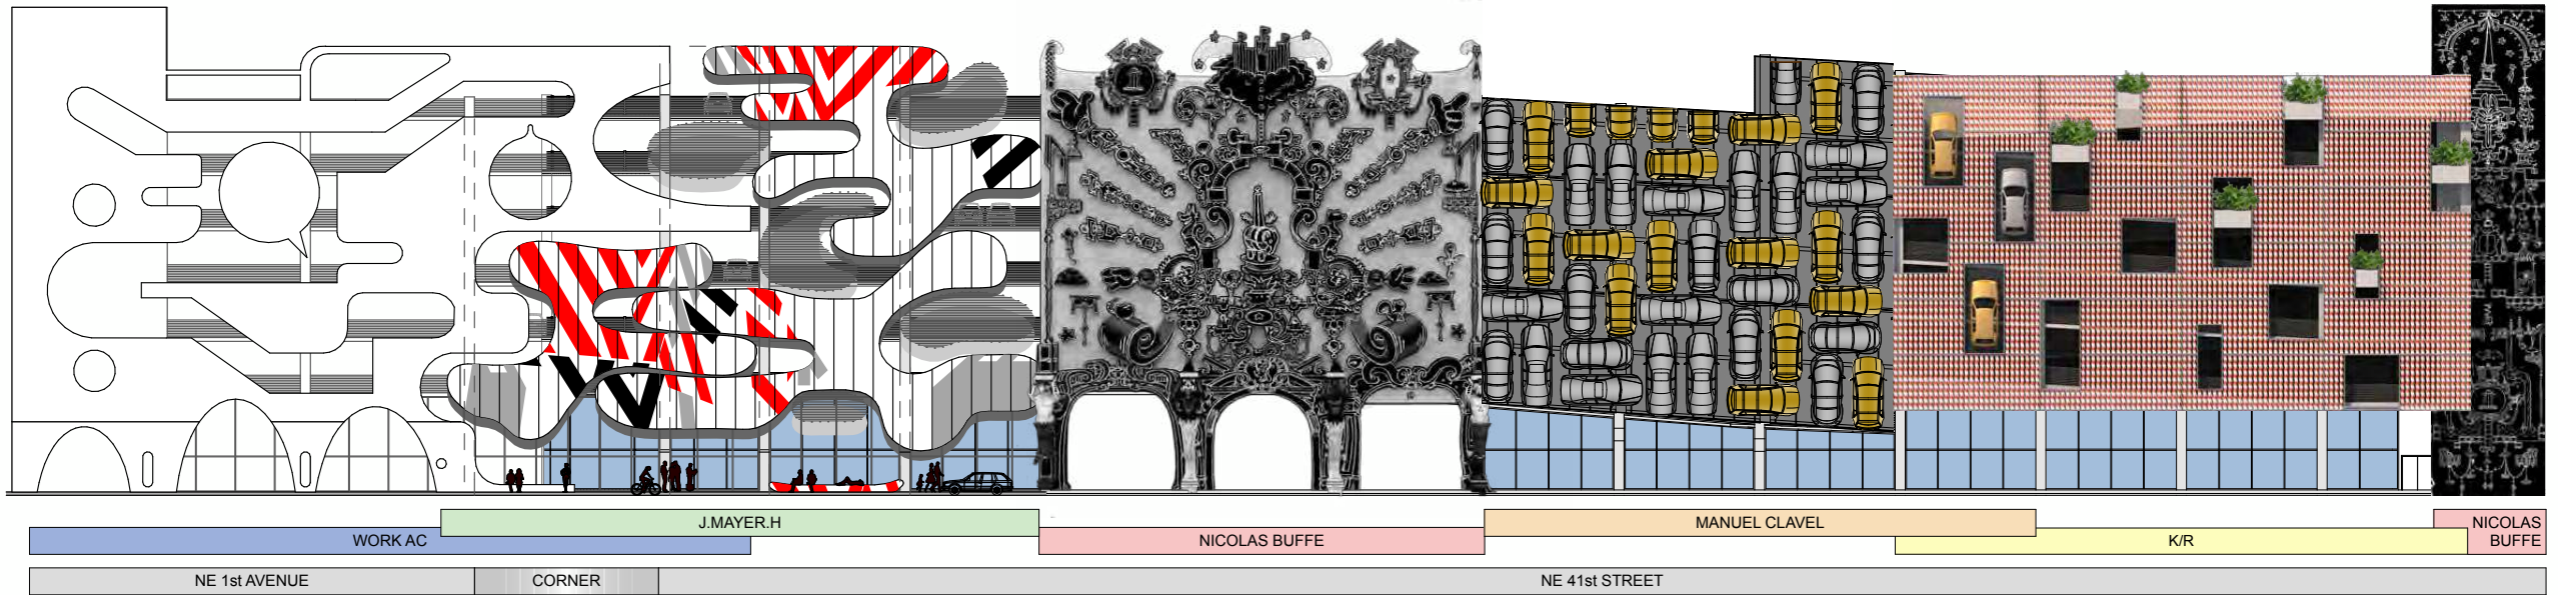 J.MAYER.H
MANUEL CLAVEL
NICOLAS
BUFFE
WORK AC
NICOLAS BUFFE
K/R
NE 1st AVENUE
CORNER
NE 41st STREET